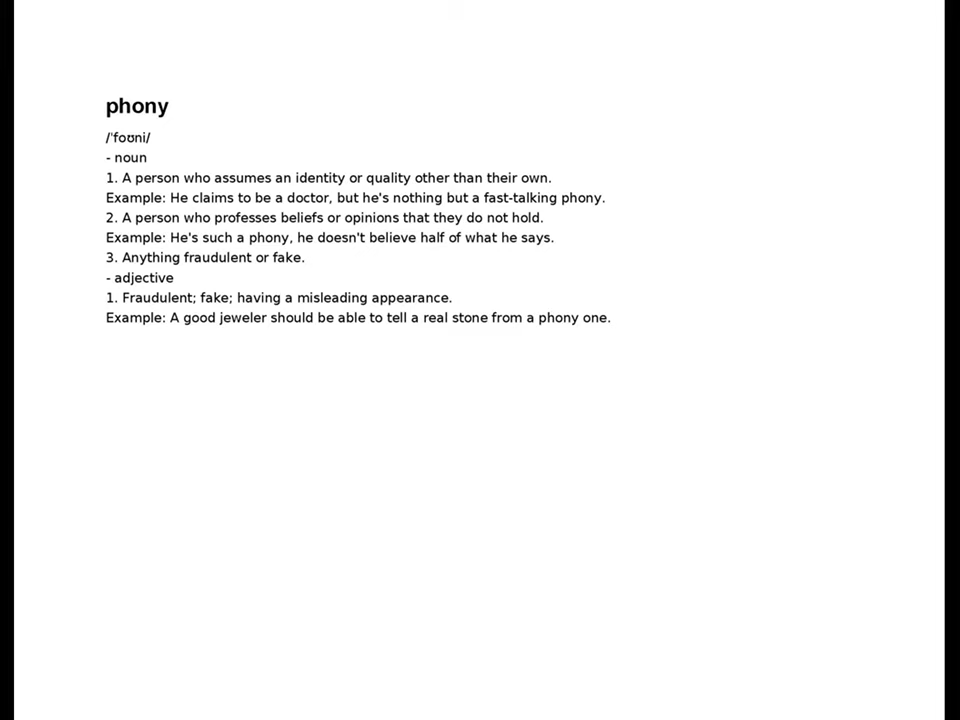 phony
/ˈfoʊni/
- noun
1. A person who assumes an identity or quality other than their own.
Example: He claims to be a doctor, but he's nothing but a fast-talking phony.
2. A person who professes beliefs or opinions that they do not hold.
Example: He's such a phony, he doesn't believe half of what he says.
3. Anything fraudulent or fake.
- adjective
1. Fraudulent; fake; having a misleading appearance.
Example: A good jeweler should be able to tell a real stone from a phony one.